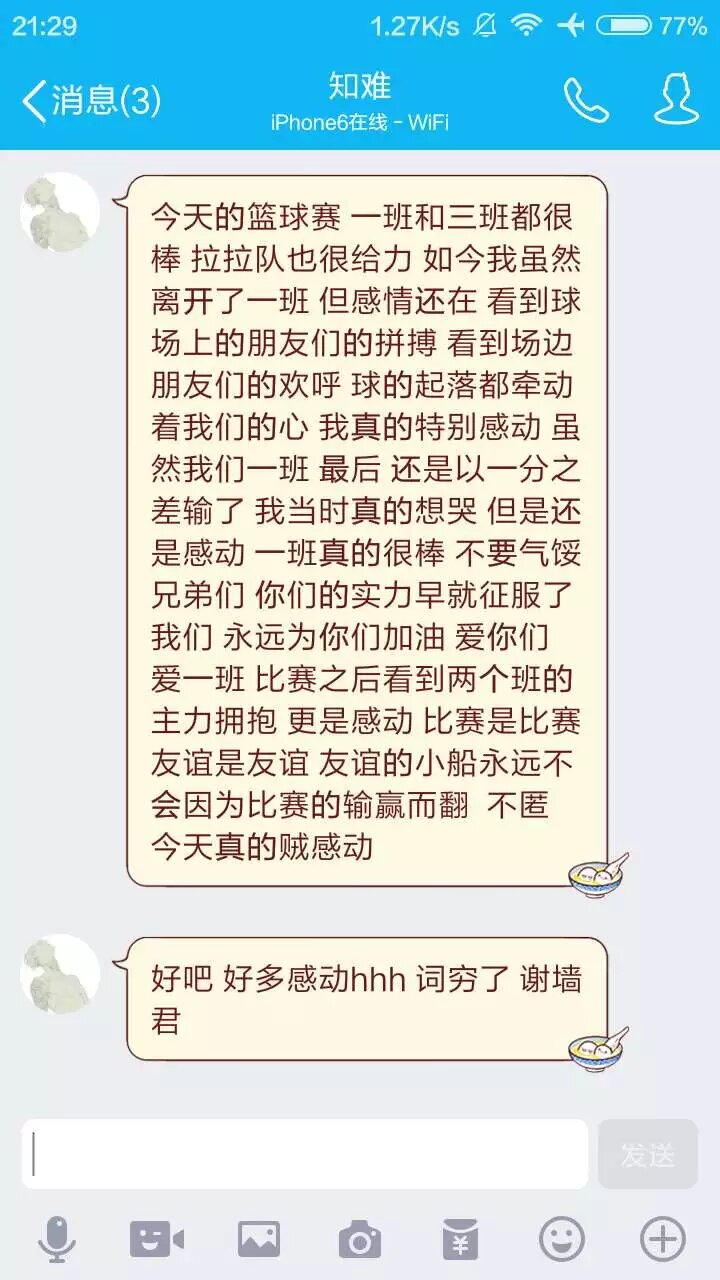 21:29
1.27K/s
77%
消息(3)
知难
iPhone6在线 - WiFi
今天的篮球赛 一班和三班都很
棒 拉拉队也很给力 如今我虽然
离开了一班 但感情还在 看到球
场上的朋友们的拼搏 看到场边
朋友们的欢呼 球的起落都牵动
着我们的心 我真的特别感动 虽
然我们一班 最后 还是以一分之
差输了 我当时真的想哭 但是还
是感动 一班真的很棒 不要气馁
兄弟们 你们的实力早就征服了
我们 永远为你们加油 爱你们
爱一班 比赛之后看到两个班的
主力拥抱 更是感动 比赛是比赛
友谊是友谊 友谊的小船永远不
会因为比赛的输赢而翻  不匿
今天真的贼感动
好吧 好多感动hhh 词穷了 谢墙
君
发送